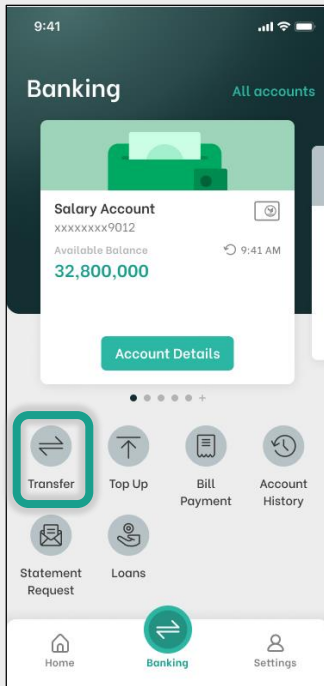 9:41
Banking
All accounts
Salary Account
xxxxxxxx9012
Available Balance
9:41 AM
32,800,000
Account Details
Transfer
Top Up
Bill
Payment
Account
History
Statement
Request
Loans
Home
Banking
Settings